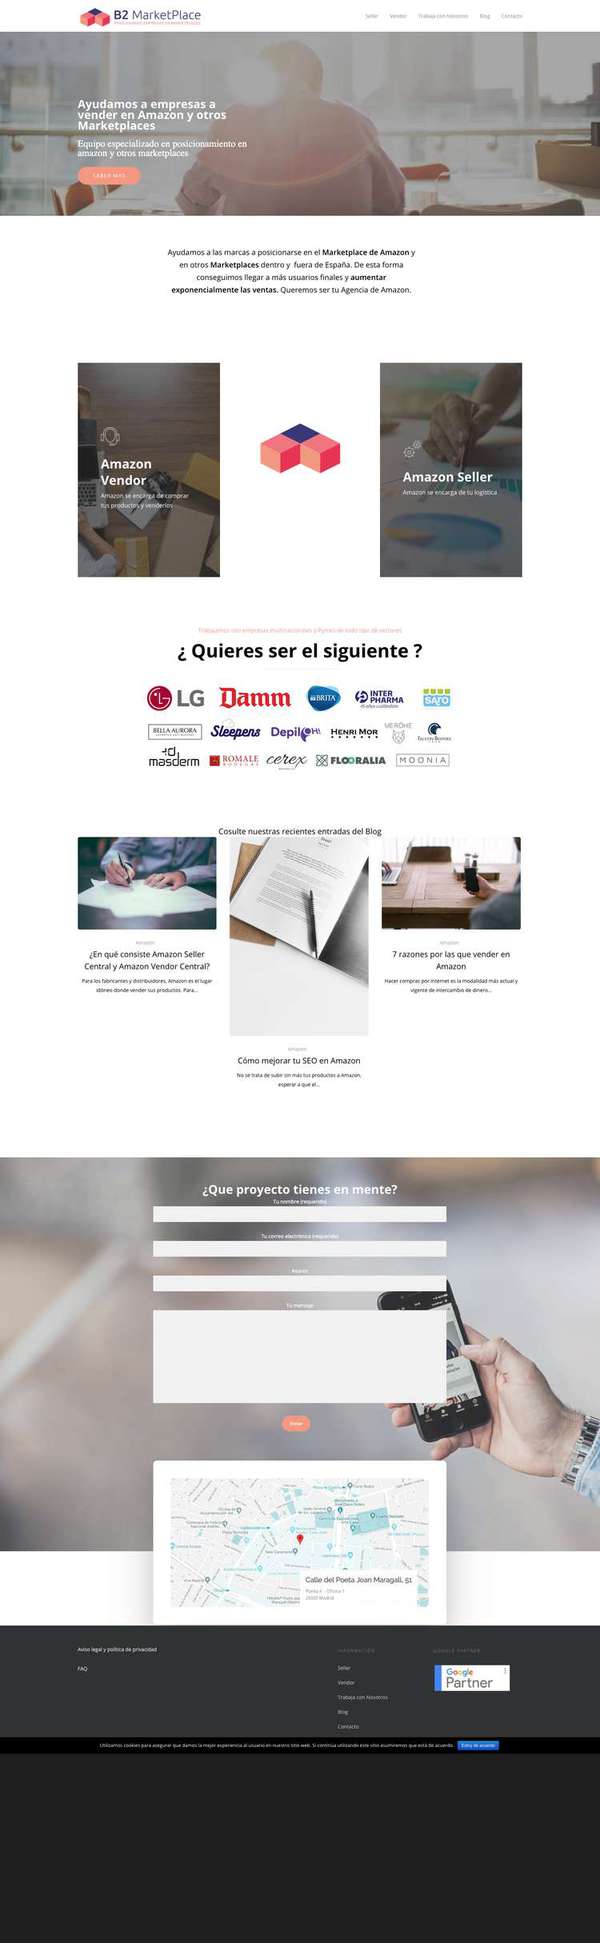 B2 MarketPlace
Seller
Vendor
Trabaja con Nosotros
Blog
Contacto
Ayudamos a empresas a
vender en Amazon y otros
Marketplaces
Equipo especializado en posicionamiento en
amazon y otros marketplaces
SABER MÁS
Ayudamos a las marcas a posicionarse en el Marketplace de Amazon y
en otros Marketplaces dentro y fuera de España. De esta forma
conseguimos llegar a más usuarios finales y aumentar
exponencialmente las ventas. Queremos ser tu Agencia de Amazon.
Amazon
Vendor
Amazon se encarga de comprar
tus productos y venderlos
Amazon Seller
Amazon se encarga de tu logística
Trabajamos con empresas multinacionales o Pymes de todo tipo de sectores
¿ Quieres ser el siguiente ?
LG
Damm
BRITA
INTER
PHARMA
SARO
BELLA AURORA
Sleepens
DepilOH!
HENRI MOR
VERDHE
masderm
ROMALE
BODEGAS
cerex
FLOORALIA
MOONIA
Cosulte nuestras recientes entradas del Blog
Amazon
¿En qué consiste Amazon Seller
Central y Amazon Vendor Central?
Para los fabricantes y distribuidores, Amazon es el lugar
idóneo donde vender sus productos. Para...
Amazon
Cómo mejorar tu SEO en Amazon
No se trata de subir sin más tus productos a Amazon,
esperar a que el...
Amazon
7 razones por las que vender en
Amazon
Hacer compras por internet es la modalidad más actual y
vigente de intercambio de dinero...
¿Que proyecto tienes en mente?
Tu nombre (requerido)
Tu correo electrónico (requerido)
Asunto
Tu mensaje
Enviar
Calle del Poeta Joan Maragall, 51
Planta 4 - Oficina 1
28020 Madrid
Aviso legal y política de privacidad
FAQ
INFORMACIÓN
Seller
Vendor
Trabaja con Nosotros
Blog
Contacto
GOOGLE PARTNER
Google
Partner
Utilizamos cookies para asegurar que damos la mejor experiencia al usuario en nuestro sitio web. Si continúa utilizando este sitio asumiremos que está de acuerdo.
Estoy de acuerdo